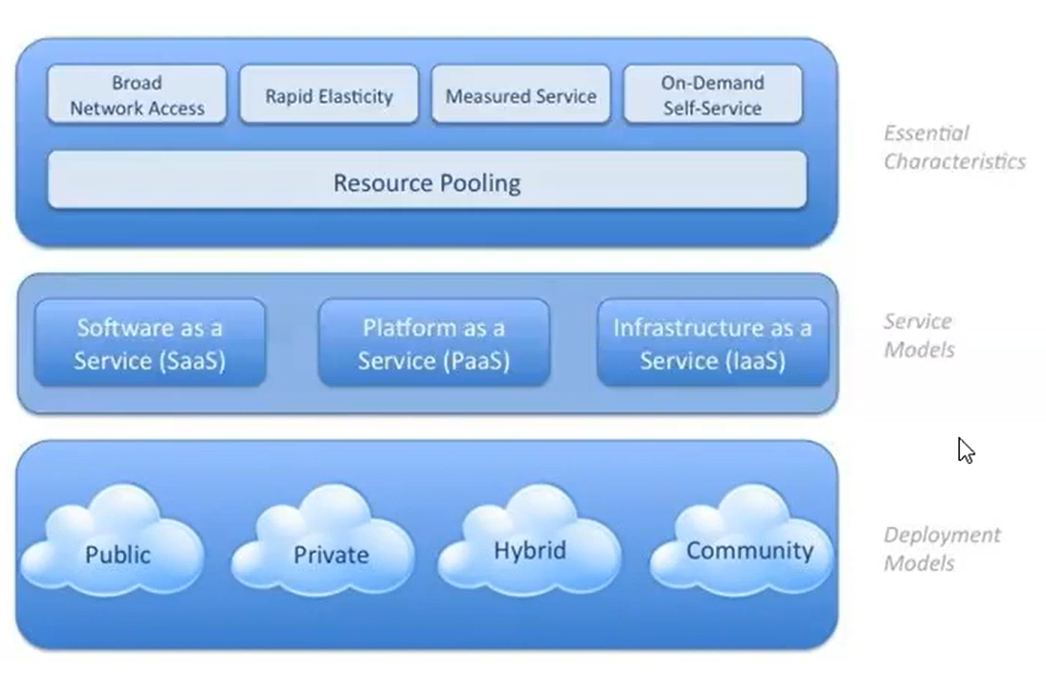 Broad
Network Access
Rapid Elasticity
Measured Service
On-Demand
Self-Service
Resource Pooling
Essential
Characteristics
Software as a
Service (SaaS)
Platform as a
Service (PaaS)
Infrastructure as a
Service (IaaS)
Service
Models
Public
Private
Hybrid
Community
Deployment
Models